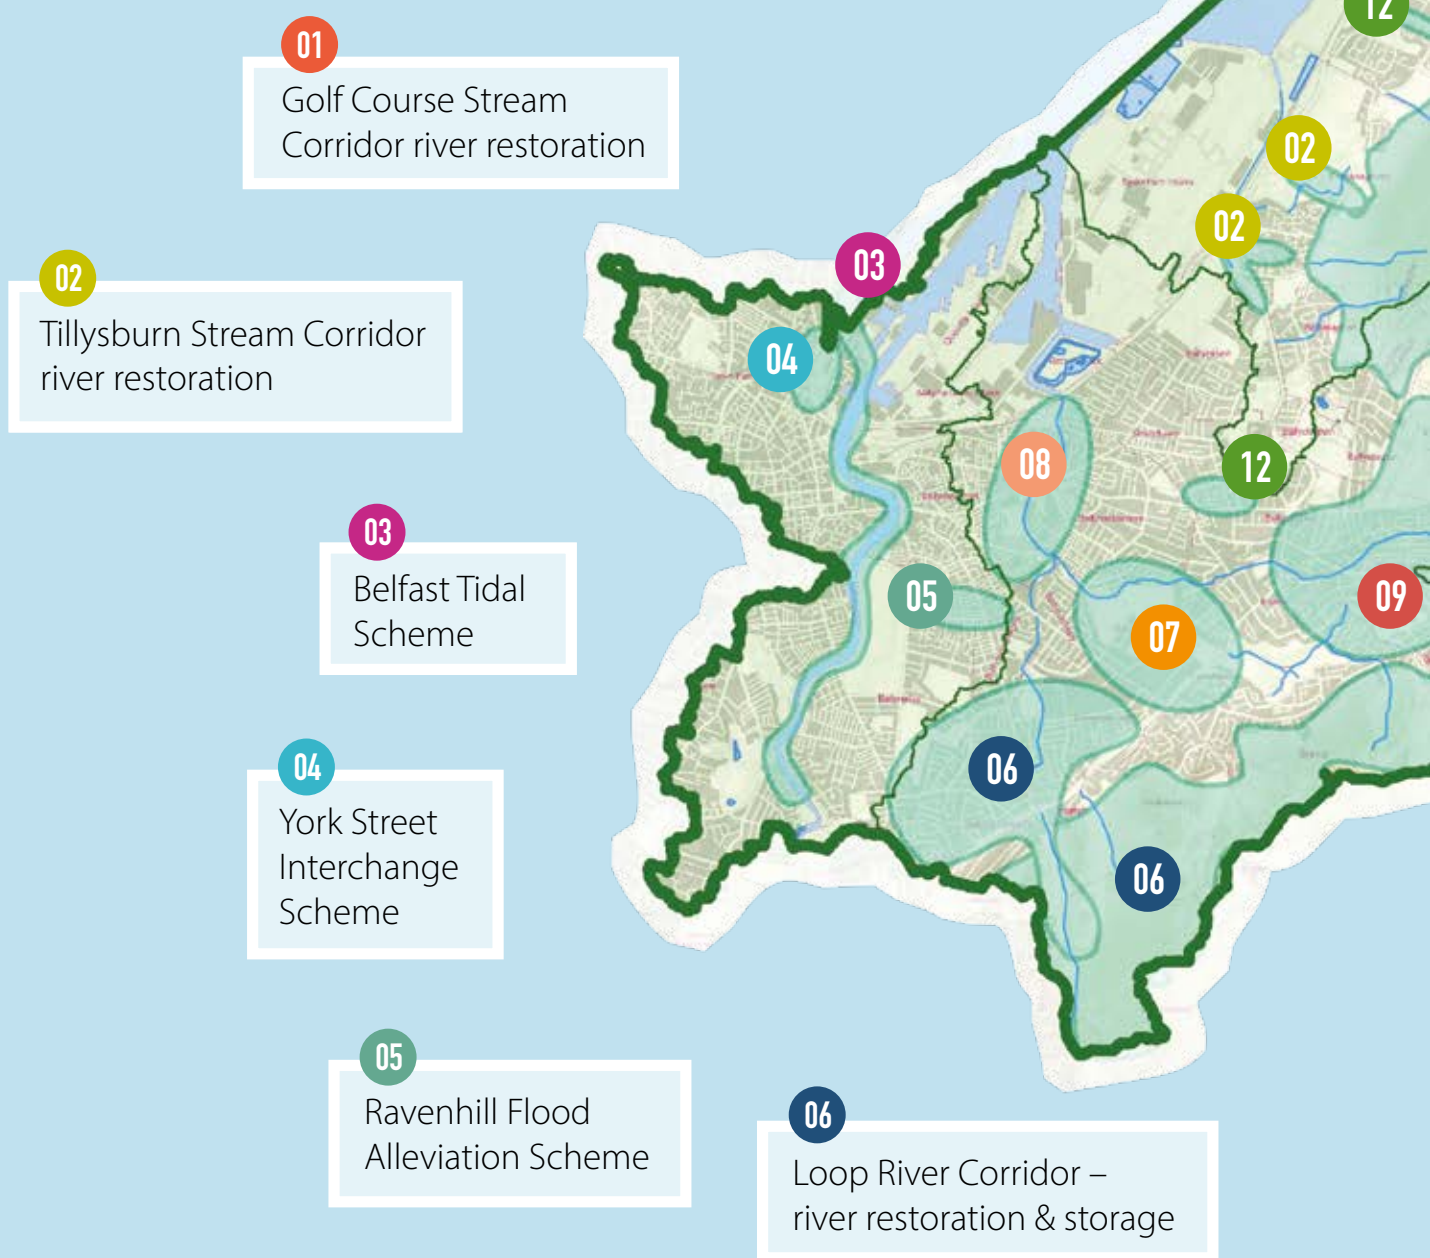 01
Golf Course Stream
Corridor river restoration
02
Tillysburn Stream Corridor
river restoration
03
Belfast Tidal
Scheme
04
York Street
Interchange
Scheme
05
Ravenhill Flood
Alleviation Scheme
06
Loop River Corridor –
river restoration & storage
12
02
02
03
04
08
12
05
09
07
06
06